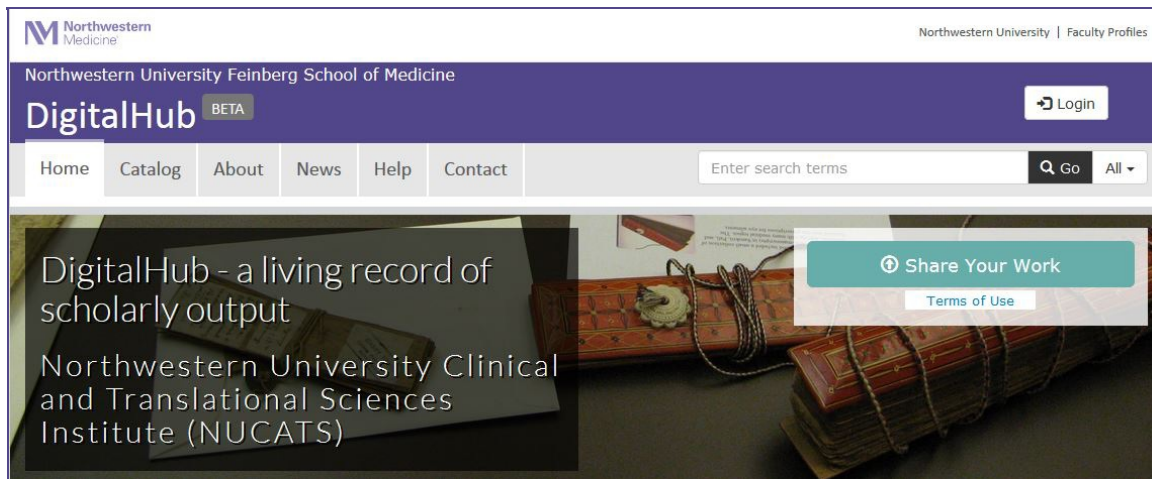 Northwestern
Medicine
Northwestern University | Faculty Profiles
Northwestern University Feinberg School of Medicine
DigitalHub BETA
Login
Home Catalog About News Help Contact
Enter search terms
Go
All
DigitalHub - a living record of
scholarly output
Northwestern University Clinical
and Translational Sciences
Institute (NUCATS)
Share Your Work
Terms of Use